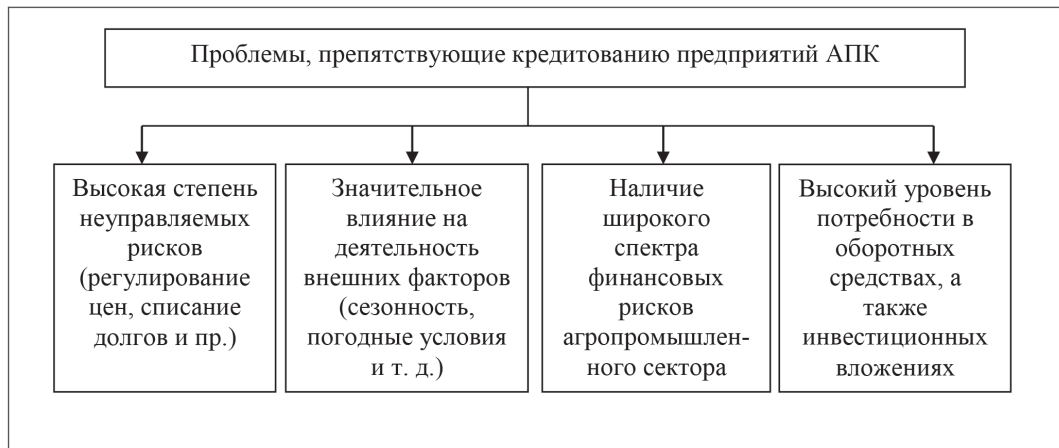 Проблемы, препятствующие кредитованию предприятий АПК
Высокая степень
неуправляемых
рисков
(регулирование
цен, списание
долгов и пр.)
Значительное
влияние на
деятельность
внешних факторов
(сезонность,
погодные условия
и т. д.)
Наличие
широкого
спектра
финансовых
рисков
агропромышлен-
ного сектора
Высокий уровень
потребности в
оборотных
средствах, а
также
инвестиционных
вложениях